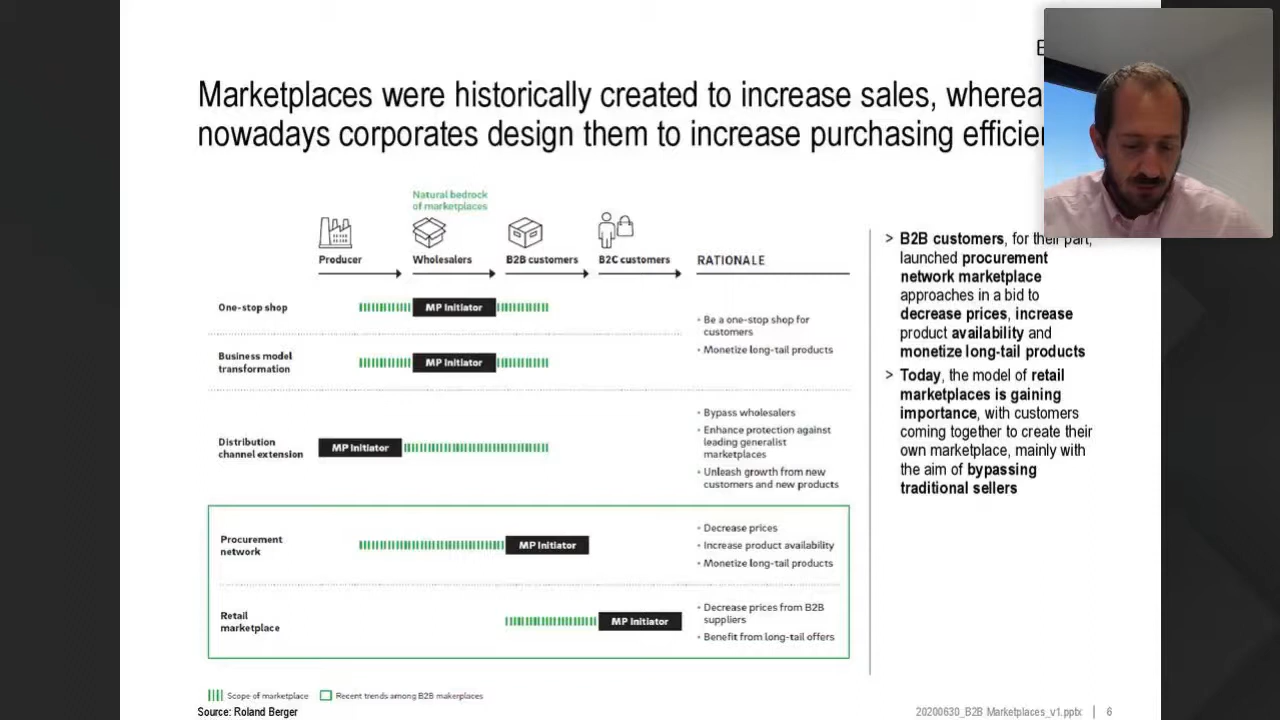 Marketplaces were historically created to increase sales,
nowadays corporates design them to increase purchasing
Natural bedrock
of marketplaces
Producer
Wholesalers
B2B customers
B2C customers
RATIONALE
One-stop shop
MP Initiator
• Be a one-stop shop for
customers
• Monetize long-tail products
Business model
transformation
MP Initiator
Distribution
channel extension
MP Initiator
• Bypass wholesalers
• Enhance protection against
leading generalist
marketplaces
• Unleash growth from new
customers and new products
Procurement
network
MP Initiator
• Decrease prices
• Increase product availability
• Monetize long-tail products
Retail
marketplace
MP Initiator
• Decrease prices from B2B
suppliers
• Benefit from long-tail offers
> B2B customers, for their part,
launched procurement
network marketplace
approaches in a bid to
decrease prices, increase
product availability and
monetize long-tail products
> Today, the model of retail
marketplaces is gaining
importance, with customers
coming together to create their
own marketplace, mainly with
the aim of bypassing
traditional sellers
Scope of marketplace
Recent trends among B2B makerplaces
Source: Roland Berger
20200630_B2B Marketplaces_v1.pptx | 6